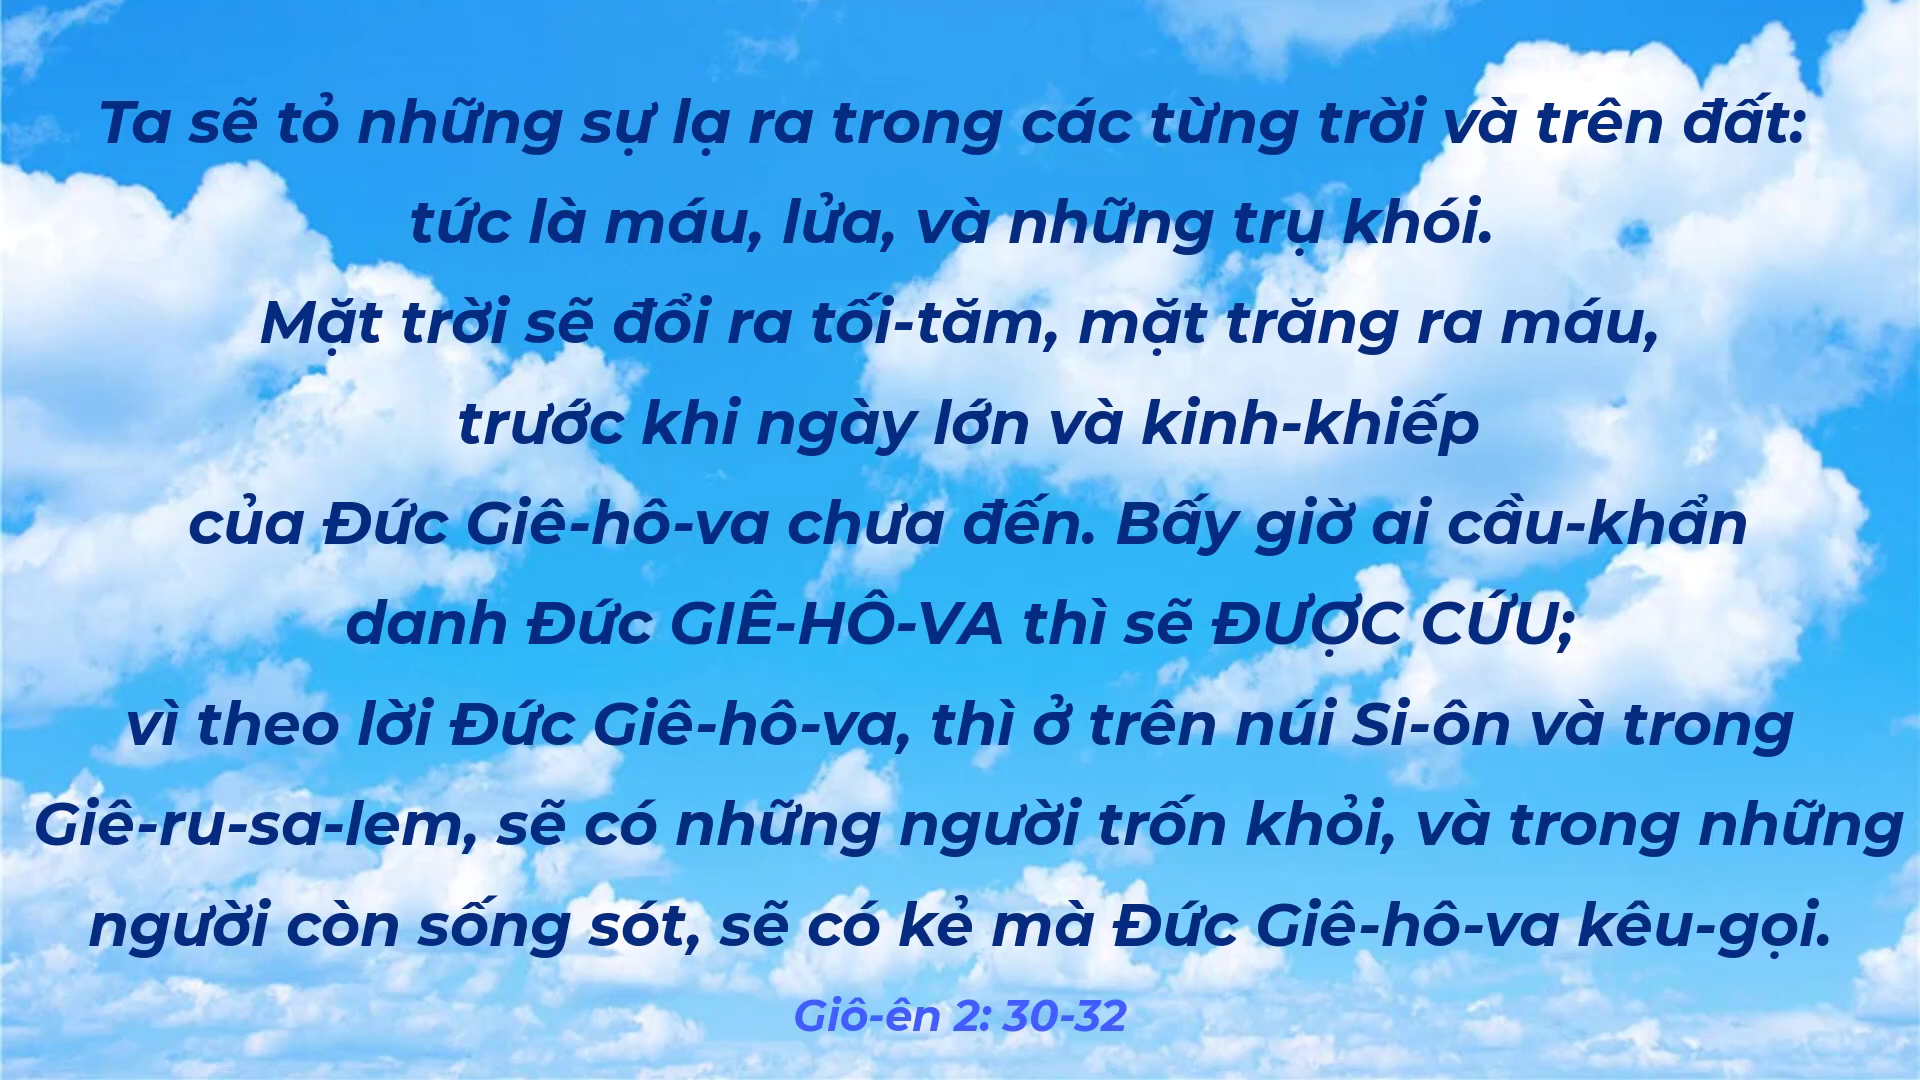 Ta sẽ tỏ những sự lạ ra trong các từng trời và trên đất:
tức là máu, lửa, và những trụ khói.
Mặt trời sẽ đổi ra tối-tăm, mặt trăng ra máu,
trước khi ngày lớn và kinh-khiếp
của Đức Giê-hô-va chưa đến. Bấy giờ ai cầu-khẩn
danh Đức GIÊ-HÔ-VA thì sẽ ĐƯỢC CỨU;
vì theo lời Đức Giê-hô-va, thì ở trên núi Si-ôn và trong
Giê-ru-sa-lem, sẽ có những người trốn khỏi, và trong những
người còn sống sót, sẽ có kẻ mà Đức Giê-hô-va kêu-gọi.
Giô-ên 2: 30-32